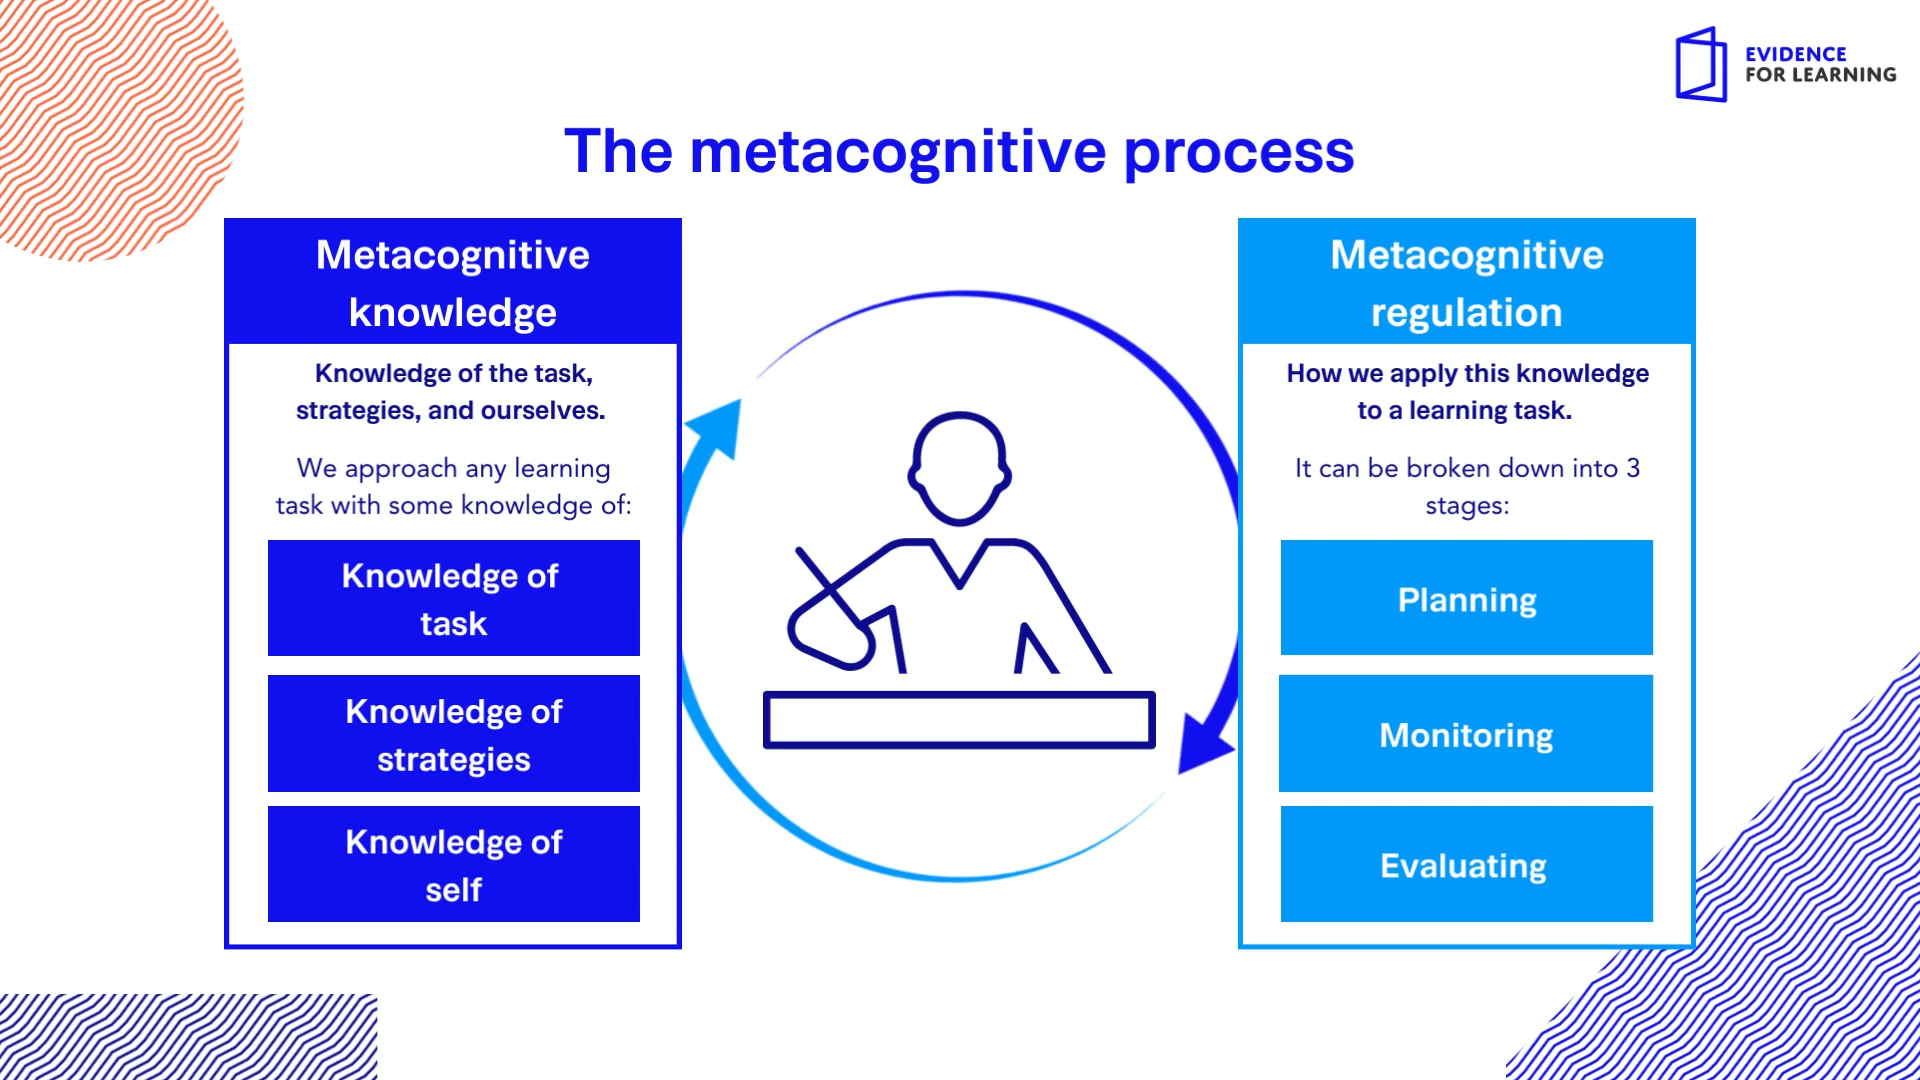 EVIDENCE
FOR LEARNING
The metacognitive process
Metacognitive
knowledge
Knowledge of the task,
strategies, and ourselves.
We approach any learning
task with some knowledge of:
Knowledge of
task
Knowledge of
strategies
Knowledge of
self
Metacognitive
regulation
How we apply this knowledge
to a learning task.
It can be broken down into 3
stages:
Planning
Monitoring
Evaluating